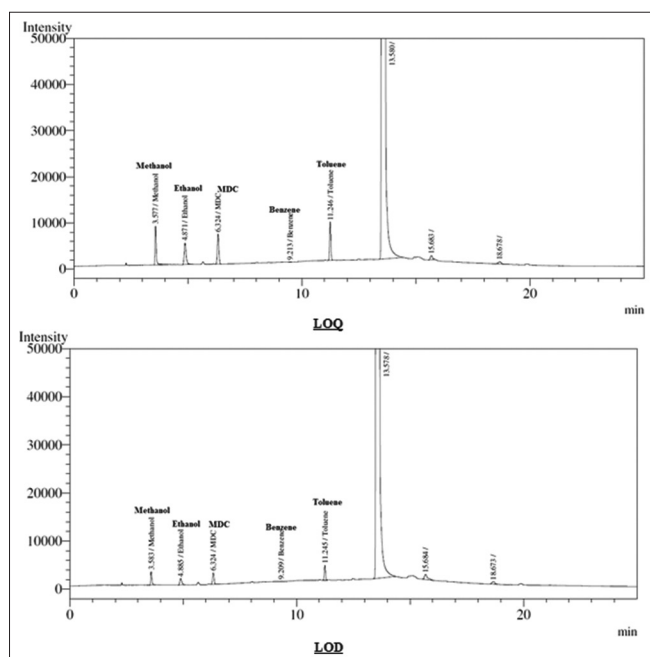 Intensity
50000
40000
30000
20000
10000
0
Methanol
3.577 / Methanol
Ethanol
4.871 / Ethanol
MDC
6.324 / MDC
Benzene
9.213 / Benzene
Toluene
11.246 / Toluene
13.580 /
15.683 /
18.678 /
0 10 20
min
LOQ
Intensity
50000
40000
30000
20000
10000
0
Methanol
3.583 / Methanol
Ethanol
4.885 / Ethanol
MDC
6.324 / MDC
Benzene
9.209 / Benzene
Toluene
11.245 / Toluene
13.578 /
15.684 /
18.673 /
0 10 20
min
LOD